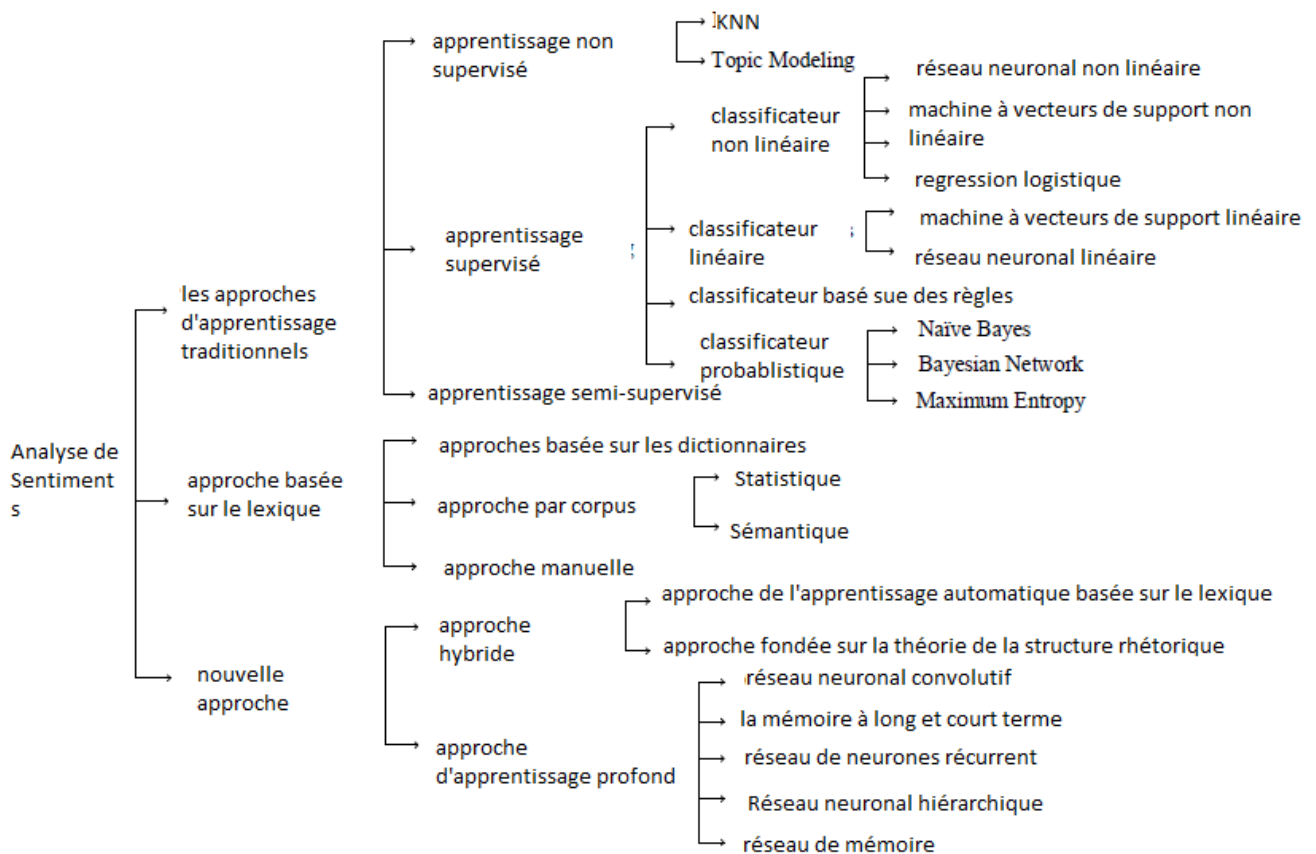 KNN
apprentissage non
supervisé
Topic Modeling
réseau neuronal non linéaire
classificateur
non linéaire
machine à vecteurs de support non
linéaire
regression logistique
apprentissage
supervisé
classificateur
linéaire
machine à vecteurs de support linéaire
réseau neuronal linéaire
les approches
d'apprentissage
traditionnels
classificateur basé sue des règles
classificateur
probablistique
Naïve Bayes
Bayesian Network
Maximum Entropy
apprentissage semi-supervisé
Analyse de
Sentiment
s
approche basée
sur le lexique
approches basée sur les dictionnaires
approche par corpus
Statistique
Sémantique
approche manuelle
nouvelle
approche
approche
hybride
approche de l'apprentissage automatique basée sur le lexique
approche fondée sur la théorie de la structure rhétorique
approche
d'apprentissage profond
réseau neuronal convolutif
la mémoire à long et court terme
réseau de neurones récurrent
Réseau neuronal hiérarchique
réseau de mémoire